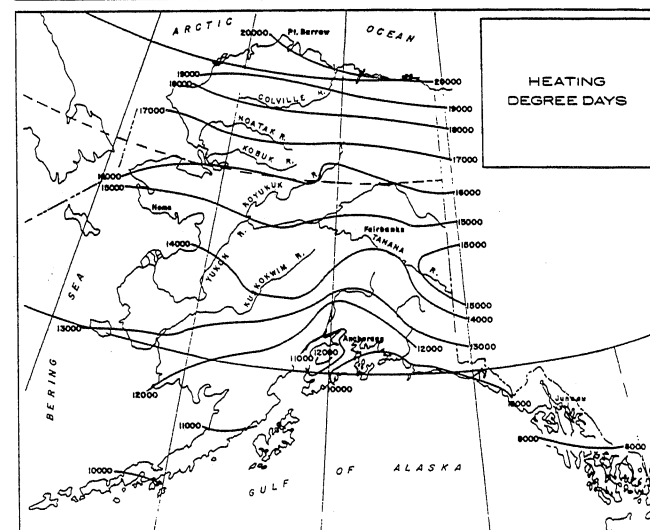 ARCTIC OCEAN
20000
Pt. Barrow
HEATING
DEGREE DAYS
19000
20000
18000
COLVILLE R.
19000
17000
NOATAK R.
18000
KOBUK R.
17000
16000
KOYUKUK R.
16000
15000
Nome
15000
Fairbanks
TANANA R.
15000
14000
YUKON R.
KUSKOKWIM R.
15000
14000
13000
Anchorage
13000
12000
11000
12000
12000
10000
Juneau
11000
9000
8000
10000
BERING SEA
GULF OF ALASKA